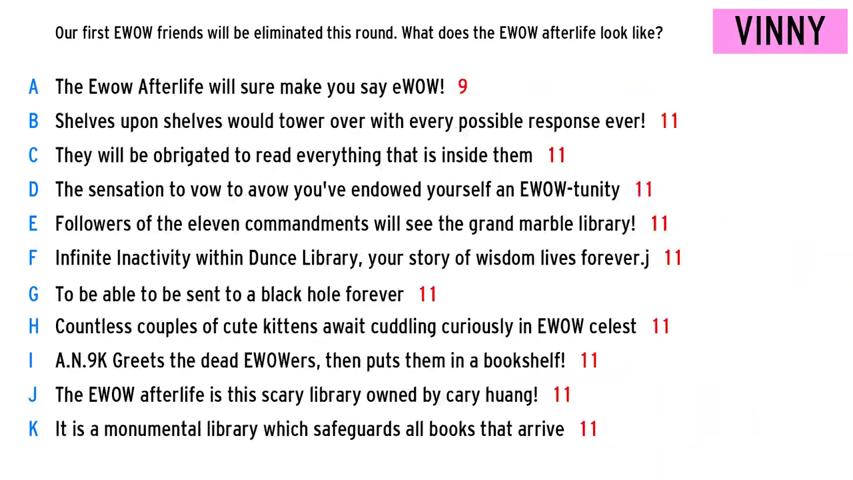 Our first EWOW friends will be eliminated this round. What does the EWOW afterlife look like?
VINNY
A The Ewow Afterlife will sure make you say eWOW! 9
B Shelves upon shelves would tower over with every possible response ever! 11
C They will be obrigated to read everything that is inside them 11
D The sensation to vow to avow you've endowed yourself an EWOW-tunity 11
E Followers of the eleven commandments will see the grand marble library! 11
F Infinite Inactivity within Dunce Library, your story of wisdom lives forever.j 11
G To be able to be sent to a black hole forever 11
H Countless couples of cute kittens await cuddling curiously in EWOW celest 11
I A.N.9K Greets the dead EWOWers, then puts them in a bookshelf! 11
J The EWOW afterlife is this scary library owned by cary huang! 11
K It is a monumental library which safeguards all books that arrive 11